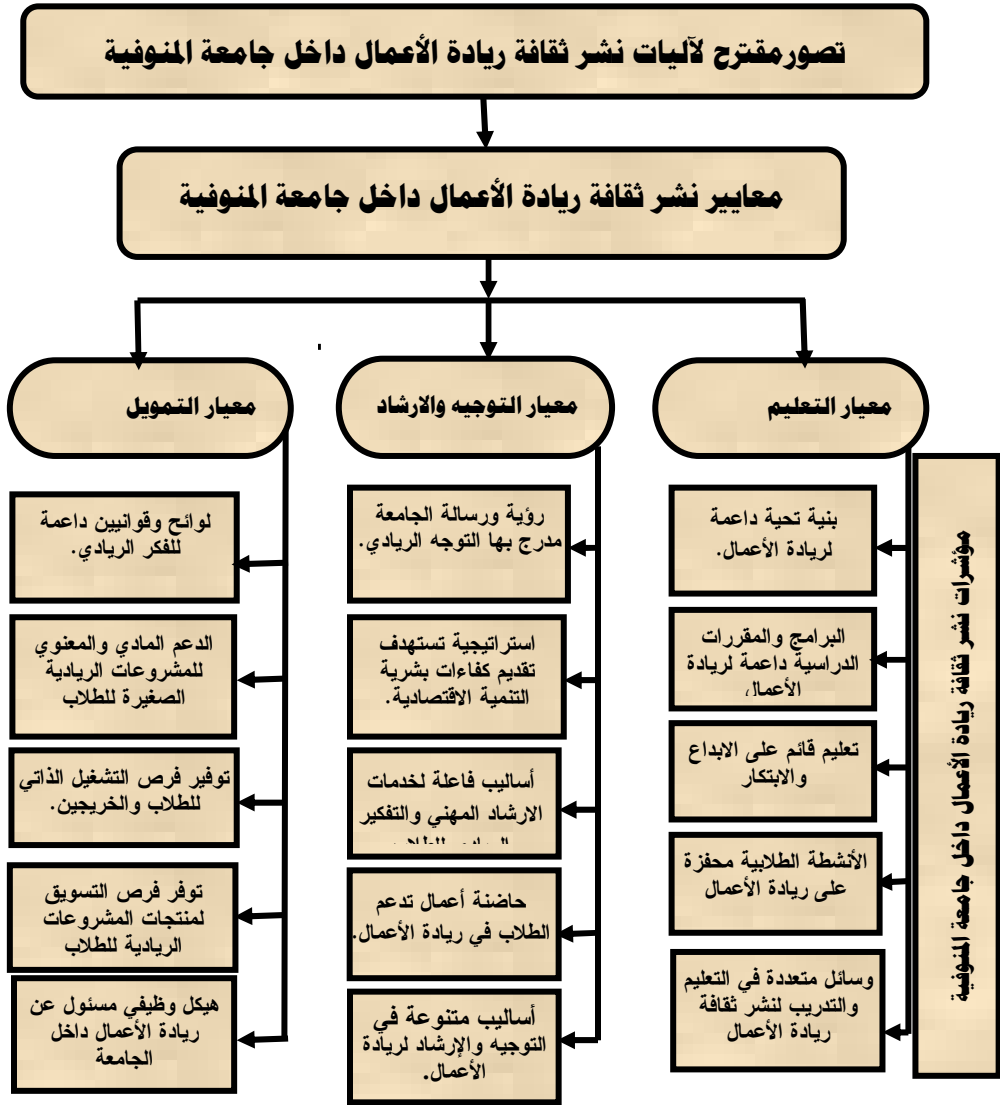 تصورمقترح لآليات نشر ثقافة ريادة الأعمال داخل جامعة المنوفية
معايير نشر ثقافة ريادة الأعمال داخل جامعة المنوفية
معيار التعليم
معيار التوجيه والارشاد
معيار التمويل
مؤشرات نشر ثقافة ريادة الأعمال داخل جامعة المنوفية
بنية تحية داعمة
لريادة الأعمال.
البرامج والمقررات
الدراسية داعمة لريادة
الأعمال
تعليم قائم على الابداع
والابتكار
الأنشطة الطلابية محفزة
على ريادة الأعمال
وسائل متعددة في التعليم
والتدريب لنشر ثقافة
ريادة الأعمال
رؤية ورسالة الجامعة
مدرج بها التوجه الريادي.
استراتيجية تستهدف
تقديم كفاءات بشرية
التنمية الاقتصادية.
أساليب فاعلة لخدمات
الارشاد المهني والتفكير
حاضنة أعمال تدعم
الطلاب في ريادة الأعمال.
أساليب متنوعة في
التوجيه والإرشاد لريادة
الأعمال.
لوائح وقوانيين داعمة
للفكر الريادي.
الدعم المادي والمعنوي
للمشروعات الريادية
الصغيرة للطلاب
توفير فرص التشغيل الذاتي
للطلاب والخريجين.
توفر فرص التسويق
لمنتجات المشروعات
الريادية للطلاب
هيكل وظيفي مسئول عن
ريادة الأعمال داخل
الجامعة